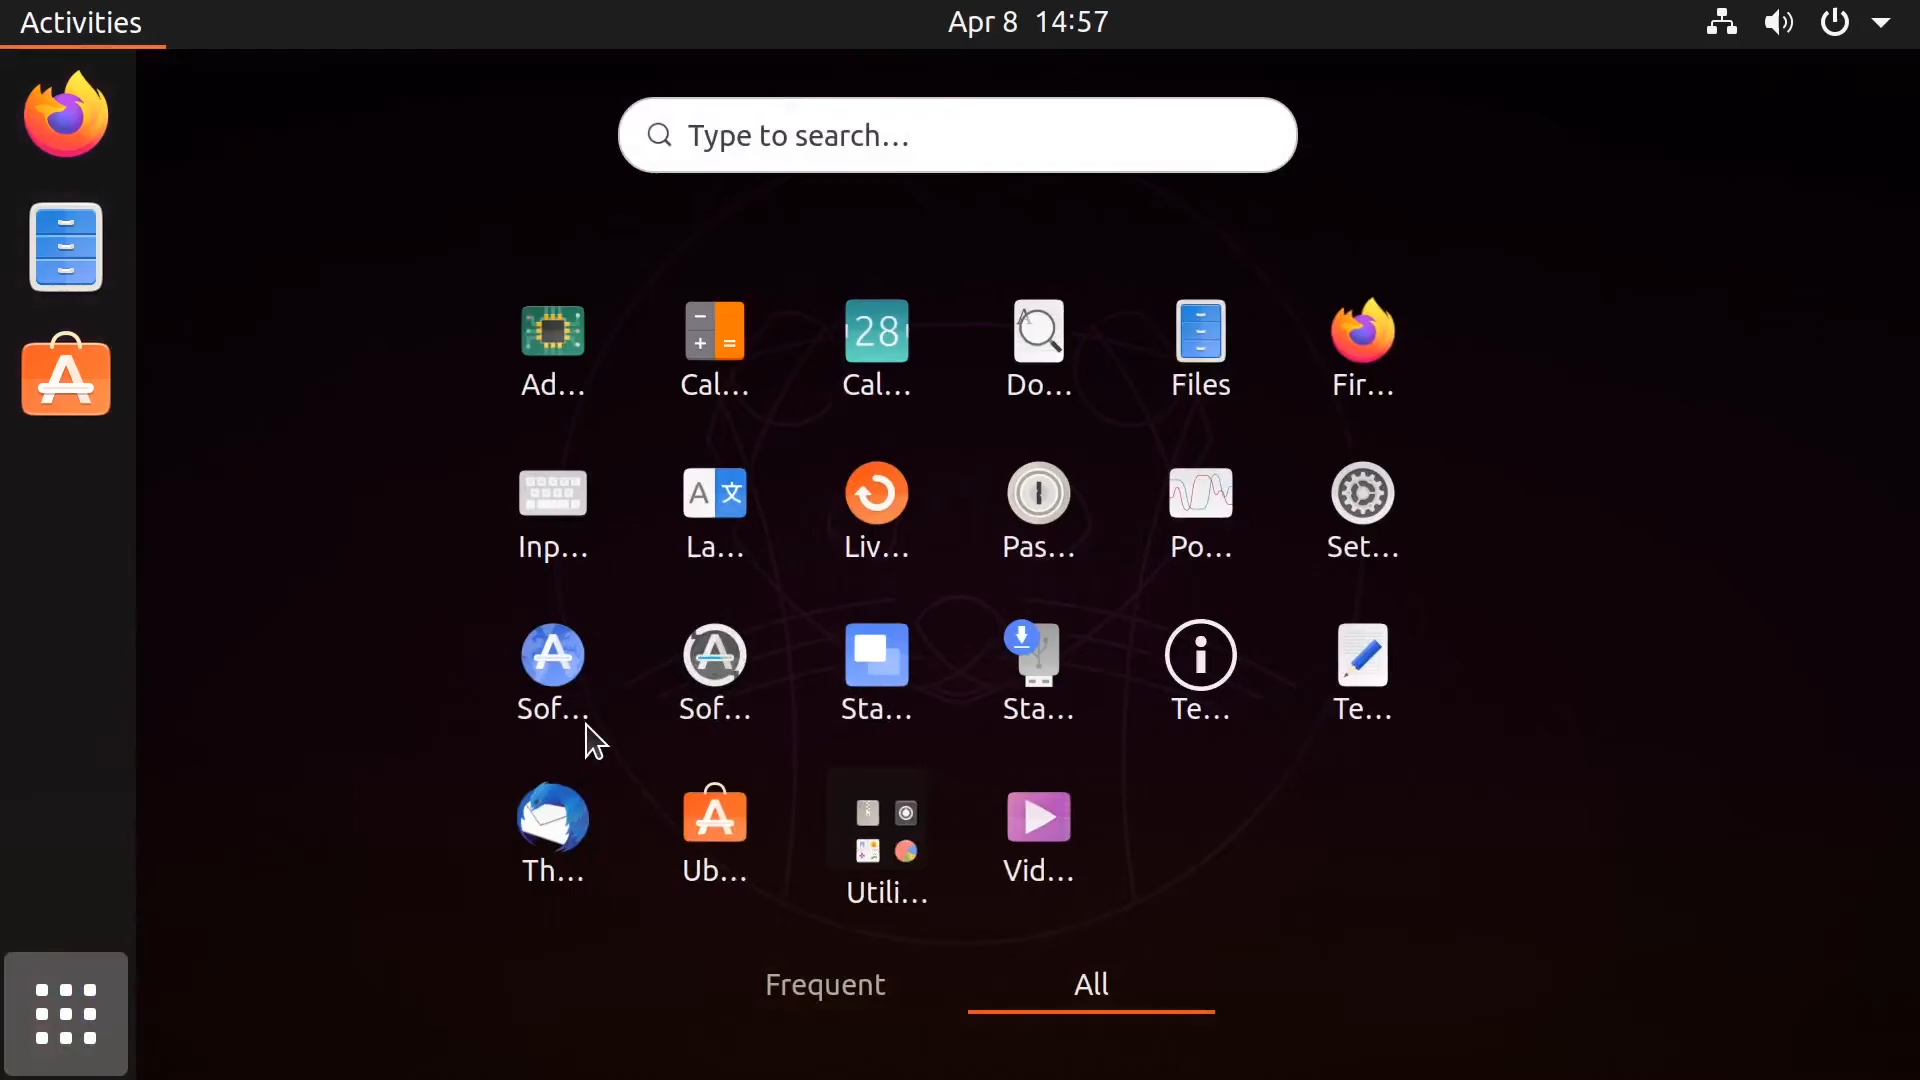 Activities
Apr 8 14:57
Type to search...
28
Ad...
Cal...
Cal...
Do...
Files
Fir...
A 文
Inp...
La...
Liv...
Pas...
Po...
Set...
Sof...
Sof...
Sta...
Sta...
Te...
Te...
Th...
Ub...
Utili...
Vid...
Frequent
All